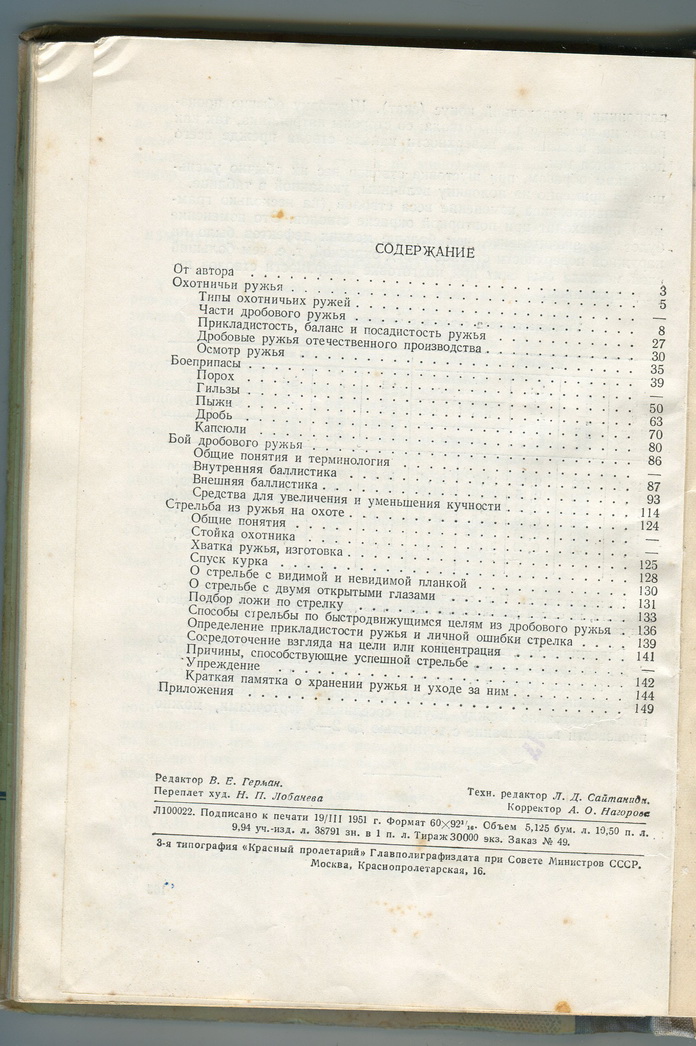 СОДЕРЖАНИЕ
От автора . . . 3
Охотничьи ружья . . . 5
Типы охотничьих ружей . . . —
Части дробового ружья . . . 8
Прикладистость, баланс и посадистость ружья . . . 27
Дробовые ружья отечественного производства . . . 30
Осмотр ружья . . . 35
Боеприпасы . . . 39
Порох . . . —
Гильзы . . . 50
Пыжи . . . 63
Дробь . . . 70
Капсюли . . . 80
Бой дробового ружья . . . 86
Общие понятия и терминология . . . —
Внутренняя баллистика . . . 87
Внешняя баллистика . . . 93
Средства для увеличения и уменьшения кучности . . . 114
Стрельба из ружья на охоте . . . 124
Общие понятия . . . —
Стойка охотника . . . —
Хватка ружья, изготовка . . . 125
Спуск курка . . . 128
О стрельбе с видимой и невидимой планкой . . . 130
О стрельбе с двумя открытыми глазами . . . 131
Подбор ложи по стрелку . . . 133
Способы стрельбы по быстродвижущимся целям из дробового ружья . 136
Определение прикладистости ружья и личной ошибки стрелка . . . 139
Сосредоточение взгляда на цели или концентрация . . . 141
Причины, способствующие успешной стрельбе . . . —
Упреждение . . . 142
Краткая памятка о хранении ружья и уходе за ним . . . 144
Приложения . . . 149
Редактор В. Е. Герман.
Переплет худ. Н. П. Лобанева
Техн. редактор Л. Д. Сайтаниди.
Корректор А. О. Нагорова
Л100022. Подписано к печати 19/III 1951 г. Формат 60×92¹/₁₆. Объем 5,125 бум. л. 10,50 п. л.
9,94 уч.-изд. л. 38791 зн. в 1 п. л. Тираж 30000 экз. Заказ № 49.
3-я типография «Красный пролетарий» Главполиграфиздата при Совете Министров СССР.
Москва, Краснопролетарская, 16.